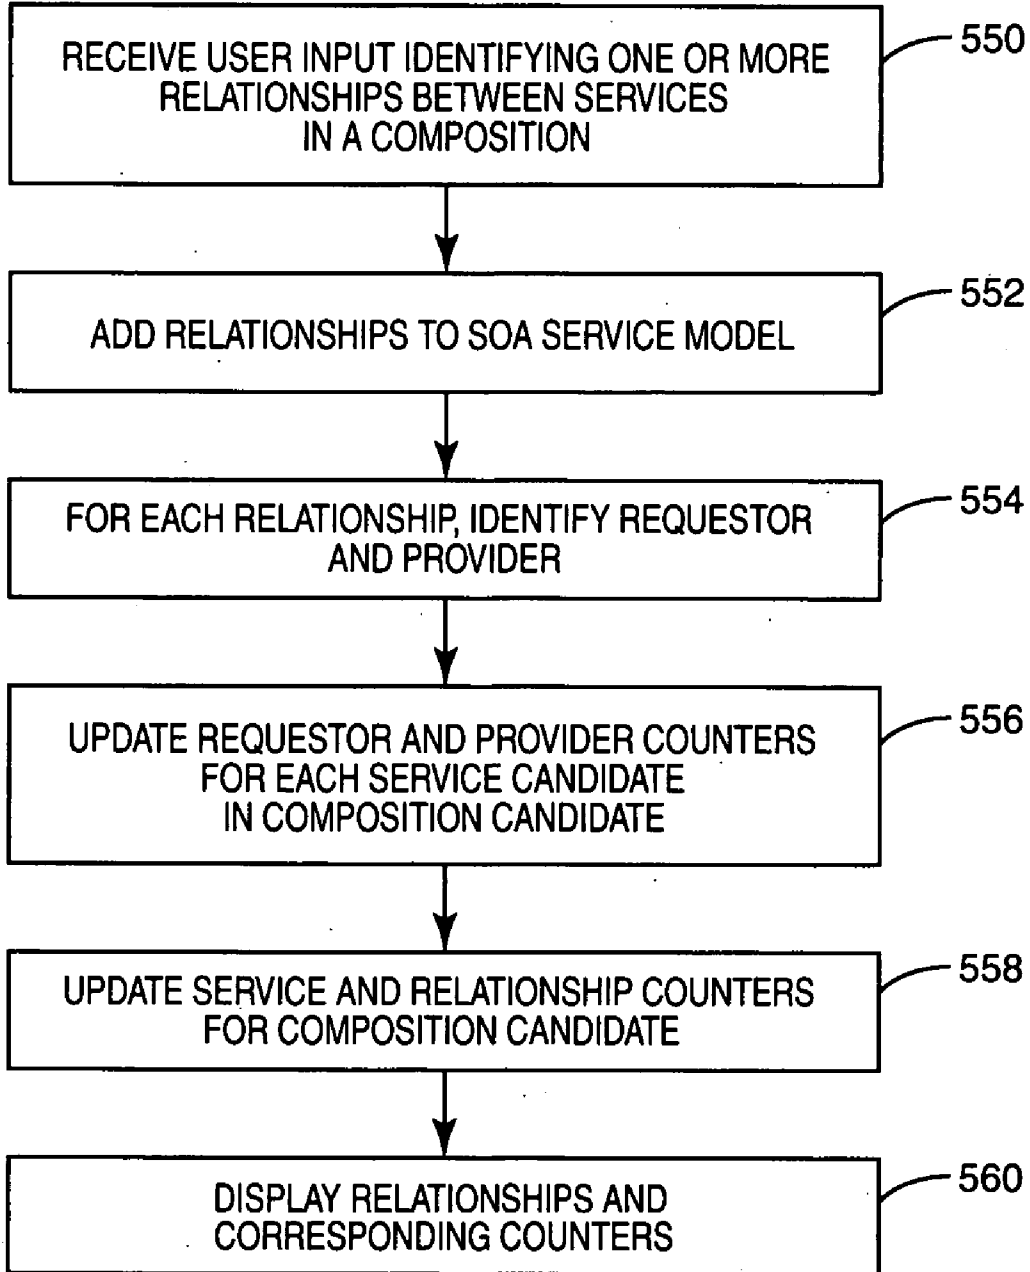 RECEIVE USER INPUT IDENTIFYING ONE OR MORE
RELATIONSHIPS BETWEEN SERVICES
IN A COMPOSITION
550
ADD RELATIONSHIPS TO SOA SERVICE MODEL
552
FOR EACH RELATIONSHIP, IDENTIFY REQUESTOR
AND PROVIDER
554
UPDATE REQUESTOR AND PROVIDER COUNTERS
FOR EACH SERVICE CANDIDATE
IN COMPOSITION CANDIDATE
556
UPDATE SERVICE AND RELATIONSHIP COUNTERS
FOR COMPOSITION CANDIDATE
558
DISPLAY RELATIONSHIPS AND
CORRESPONDING COUNTERS
560